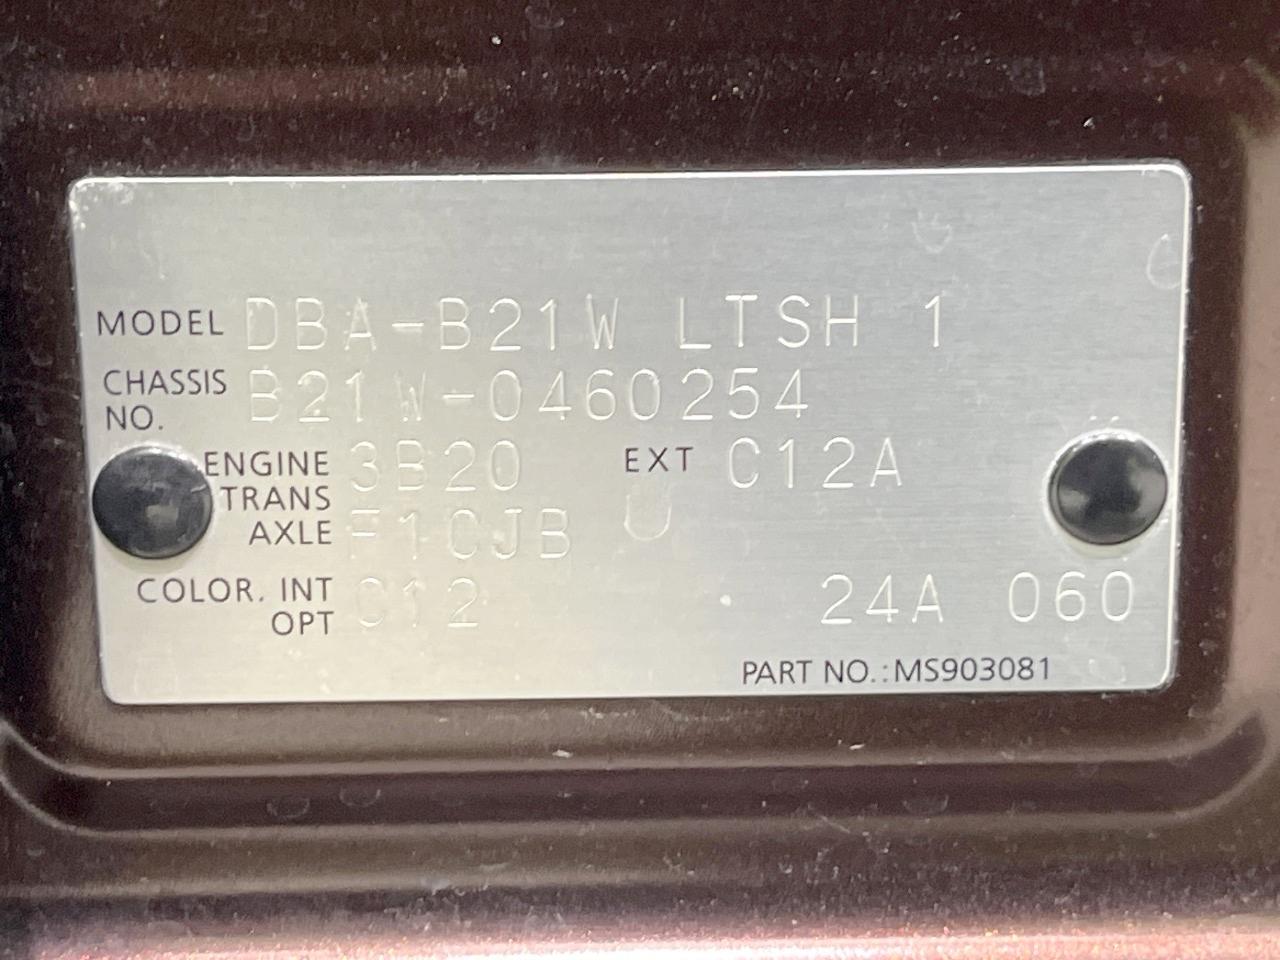 MODEL DBA-B21W LTSH 1
CHASSIS NO. B21W-0460254
ENGINE 3B20 EXT C12A
TRANS AXLE F1CJB
COLOR. INT C12 24A 060
OPT
PART NO.:MS903081